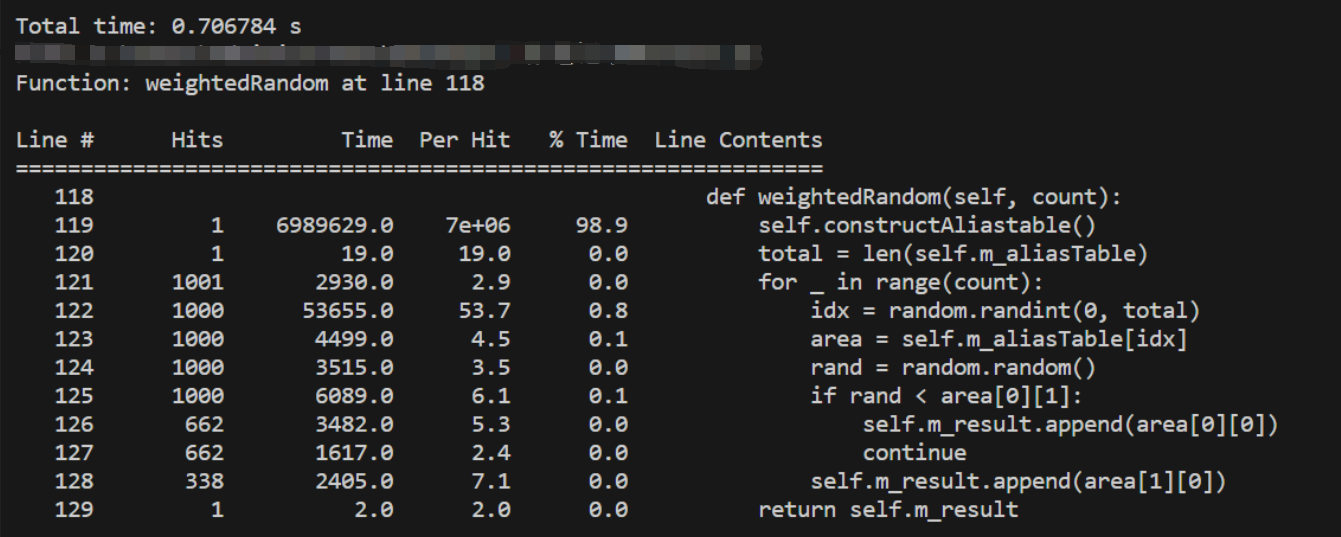 Total time: 0.706784 s
Function: weightedRandom at line 118
Line #      Hits         Time  Per Hit   % Time  Line Contents
==============================================================
   118                                               def weightedRandom(self, count):
   119         1    6989629.0    7e+06     98.9          self.constructAliastable()
   120         1         19.0     19.0      0.0          total = len(self.m_aliasTable)
   121      1001       2930.0      2.9      0.0          for _ in range(count):
   122      1000      53655.0     53.7      0.8              idx = random.randint(0, total)
   123      1000       4499.0      4.5      0.1              area = self.m_aliasTable[idx]
   124      1000       3515.0      3.5      0.0              rand = random.random()
   125      1000       6089.0      6.1      0.1              if rand < area[0][1]:
   126       662       3482.0      5.3      0.0                  self.m_result.append(area[0][0])
   127       662       1617.0      2.4      0.0                  continue
   128       338       2405.0      7.1      0.0              self.m_result.append(area[1][0])
   129         1          2.0      2.0      0.0          return self.m_result